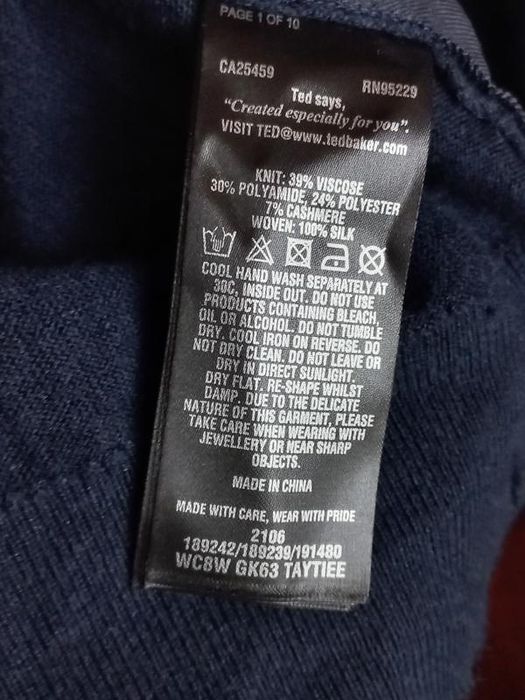 PAGE 1 OF 10
CA25459 RN95229
Ted says,
"Created especially for you".
VISIT TED@www.tedbaker.com
KNIT: 39% VISCOSE
30% POLYAMIDE, 24% POLYESTER
7% CASHMERE
WOVEN: 100% SILK
COOL HAND WASH SEPARATELY AT
30C, INSIDE OUT. DO NOT USE
PRODUCTS CONTAINING BLEACH,
OIL OR ALCOHOL. DO NOT TUMBLE
DRY. COOL IRON ON REVERSE. DO
NOT DRY CLEAN. DO NOT LEAVE OR
DRY IN DIRECT SUNLIGHT.
DRY FLAT. RE-SHAPE WHILST
DAMP. DUE TO THE DELICATE
NATURE OF THIS GARMENT, PLEASE
TAKE CARE WHEN WEARING WITH
JEWELLERY OR NEAR SHARP
OBJECTS.
MADE IN CHINA
MADE WITH CARE, WEAR WITH PRIDE
2106
189242/189239/191480
WC8W GK63 TAYTIEE